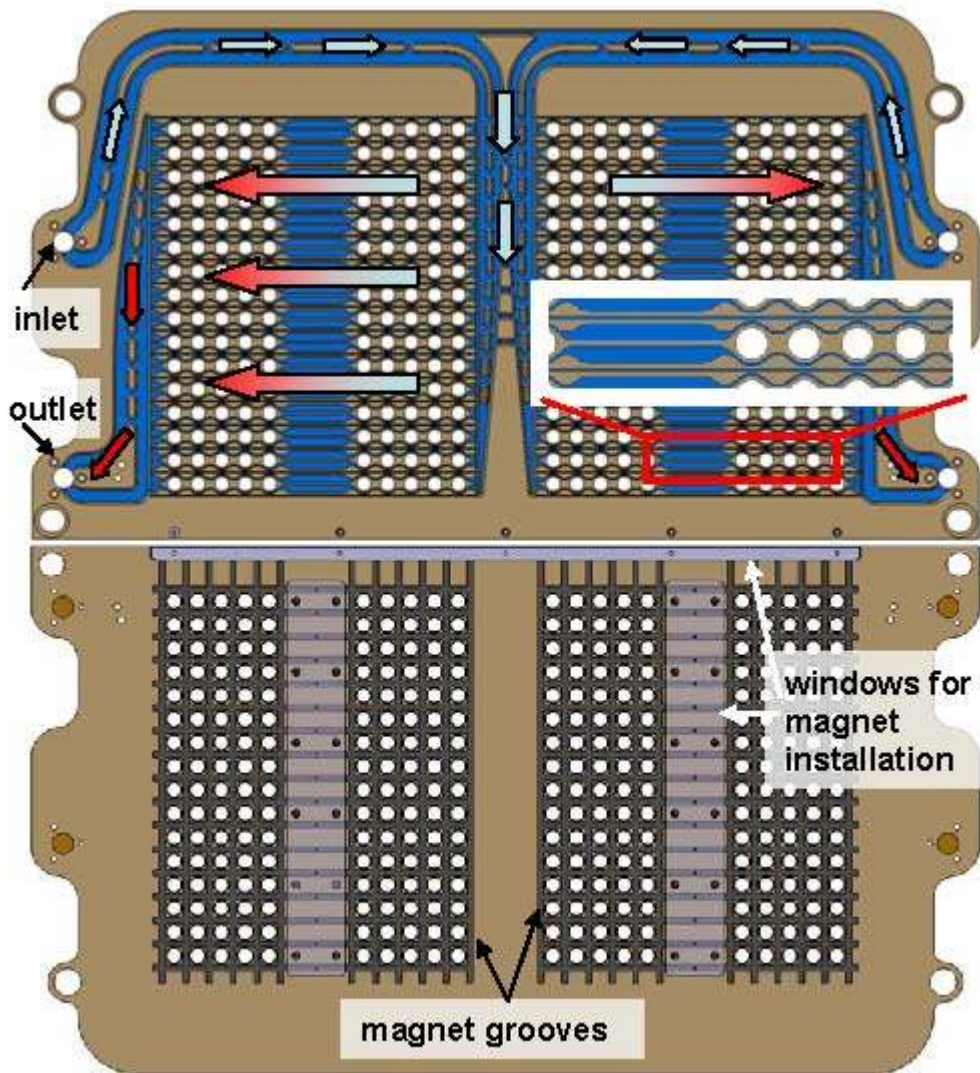 inlet
outlet
windows for
magnet
installation
magnet grooves